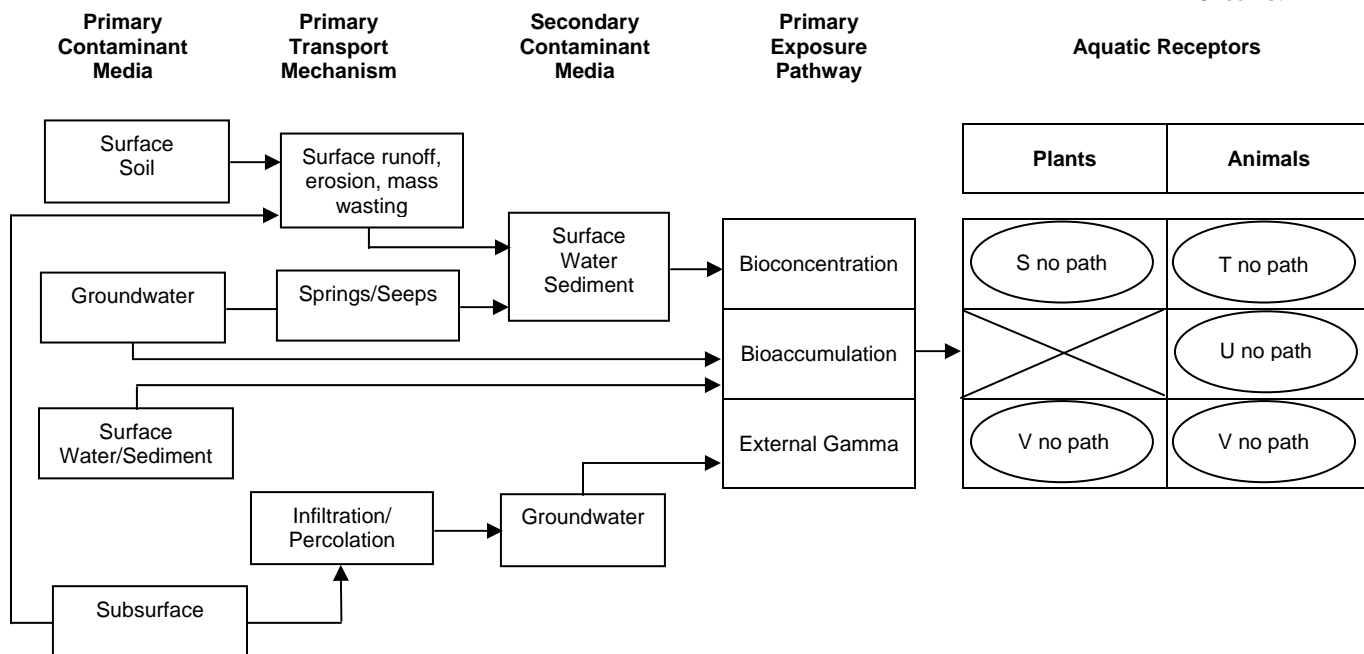 Primary
Contaminant
Media
Primary
Transport
Mechanism
Secondary
Contaminant
Media
Primary
Exposure
Pathway
Aquatic Receptors
Surface
Soil
Surface runoff,
erosion, mass
wasting
Plants
Animals
Surface
Water
Sediment
Bioconcentration
S no path
T no path
Groundwater
Springs/Seeps
Bioaccumulation
U no path
Surface
Water/Sediment
External Gamma
V no path
V no path
Infiltration/
Percolation
Groundwater
Subsurface